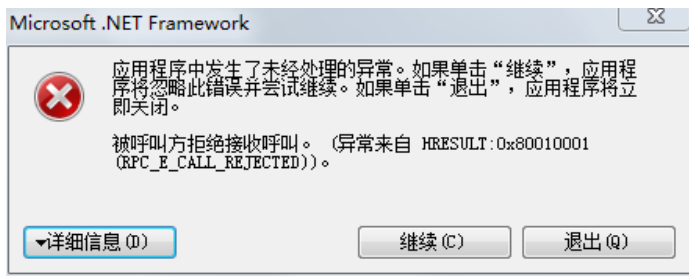 Microsoft .NET Framework
应用程序中发生了未经处理的异常。如果单击“继续”，应用程
序将忽略此错误并尝试继续。如果单击“退出”，应用程序将立
即关闭。
被呼叫方拒绝接收呼叫。 (异常来自 HRESULT:0x80010001
(RPC_E_CALL_REJECTED))。
▼详细信息(D)
继续(C)
退出(Q)